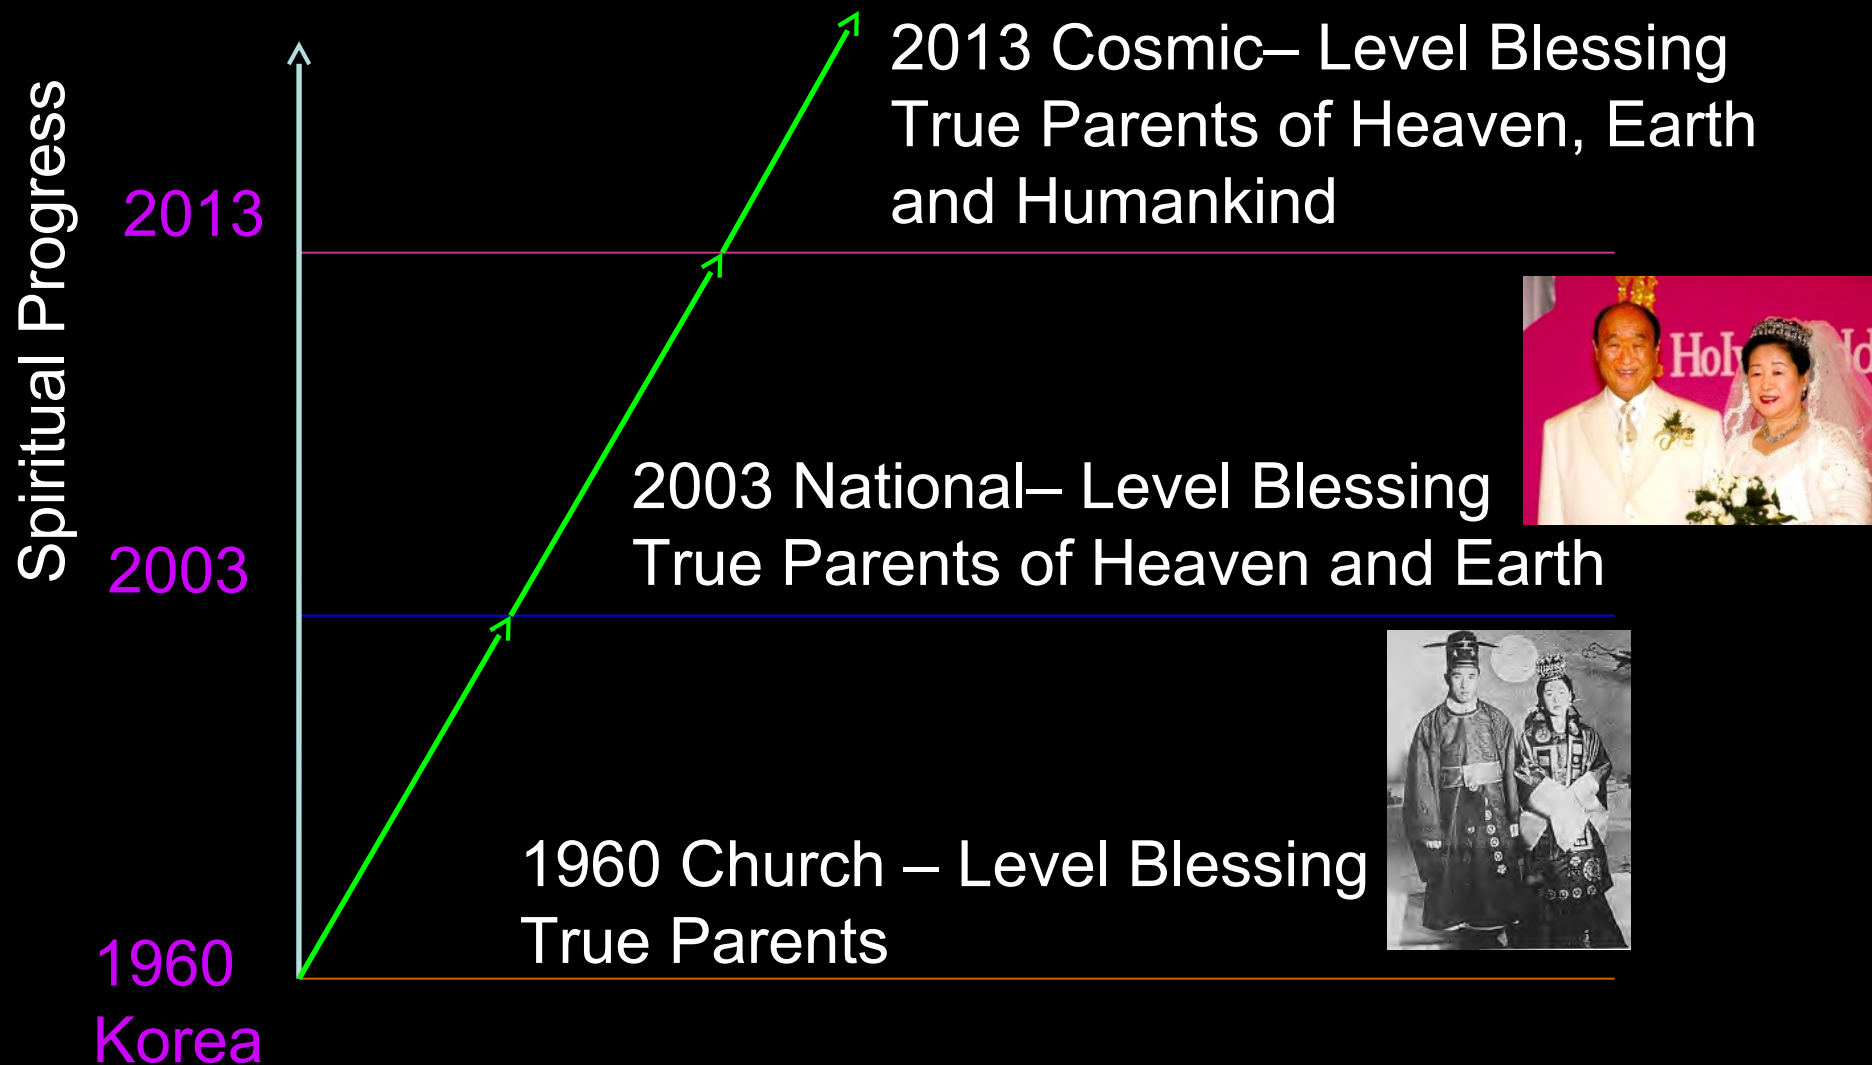 Spiritual Progress
2013 Cosmic– Level Blessing
True Parents of Heaven, Earth
and Humankind
2013
Hol
2003 National– Level Blessing
True Parents of Heaven and Earth
2003
1960 Church – Level Blessing
True Parents
1960
Korea